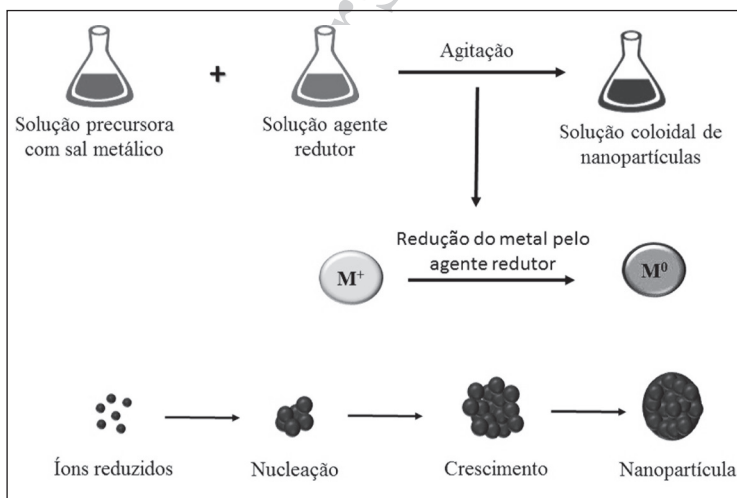 Agitação
+
Solução precursora
com sal metálico
Solução agente
redutor
Solução coloidal de
nanopartículas
Redução do metal pelo
agente redutor
M⁺
M⁰
Íons reduzidos
Nucleação
Crescimento
Nanopartícula